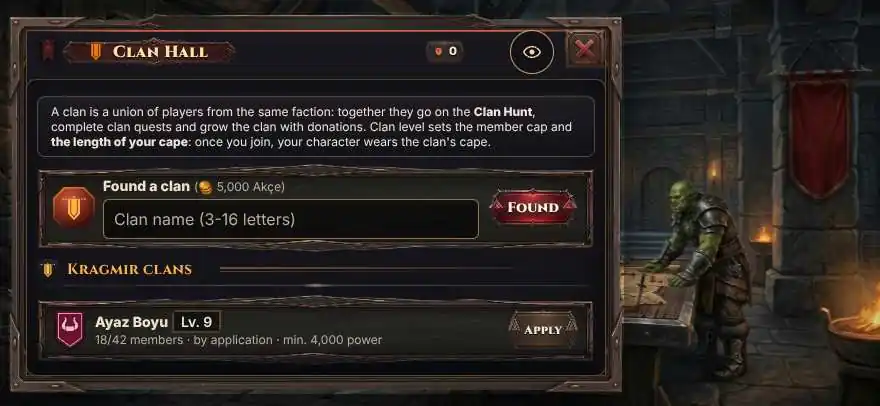 CLAN HALL
0
A clan is a union of players from the same faction: together they go on the Clan Hunt,
complete clan quests and grow the clan with donations. Clan level sets the member cap and
the length of your cape: once you join, your character wears the clan's cape.
Found a clan (5,000 Akçe)
Clan name (3-16 letters)
FOUND
KRAGMIR CLANS
Ayaz Boyu Lv. 9
18/42 members · by application · min. 4,000 power
APPLY